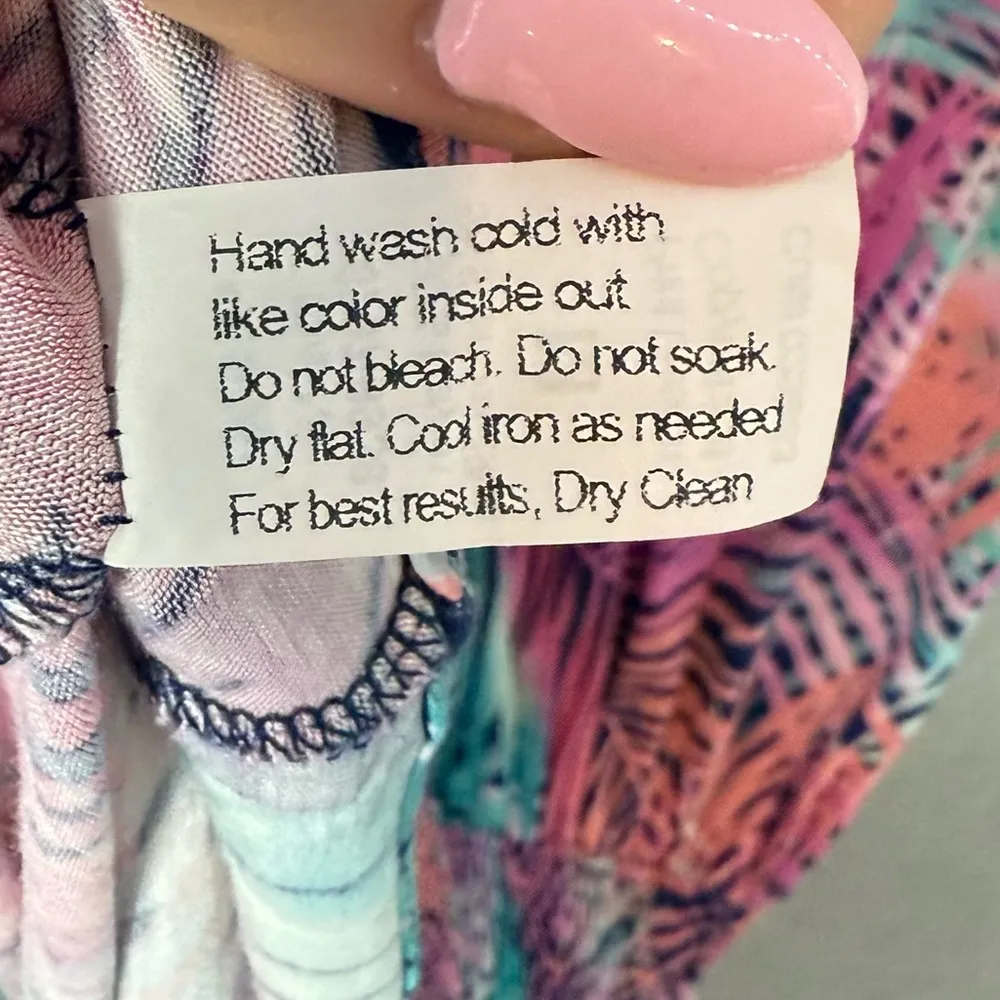 Hand wash cold with
like color inside out
Do not bleach. Do not soak.
Dry flat. Cool iron as needed
For best results, Dry Clean